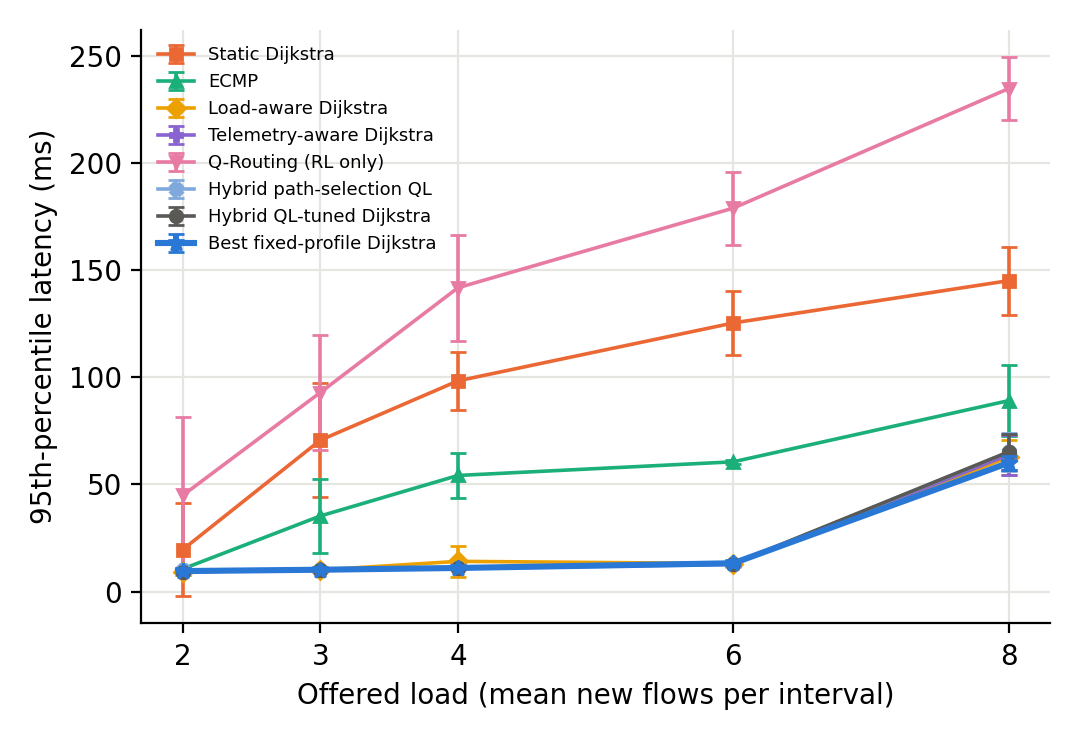 95th-percentile latency (ms)
250
200
150
100
50
0
Static Dijkstra
ECMP
Load-aware Dijkstra
Telemetry-aware Dijkstra
Q-Routing (RL only)
Hybrid path-selection QL
Hybrid QL-tuned Dijkstra
Best fixed-profile Dijkstra
2 3 4 6 8
Offered load (mean new flows per interval)